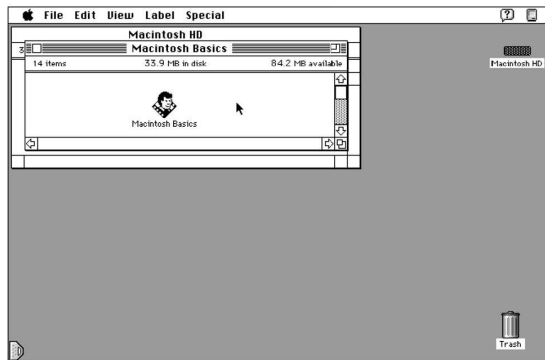 File Edit View Label Special
Macintosh HD
Macintosh Basics
14 items 33.9 MB in disk 84.2 MB available
Macintosh Basics
Macintosh HD
Trash